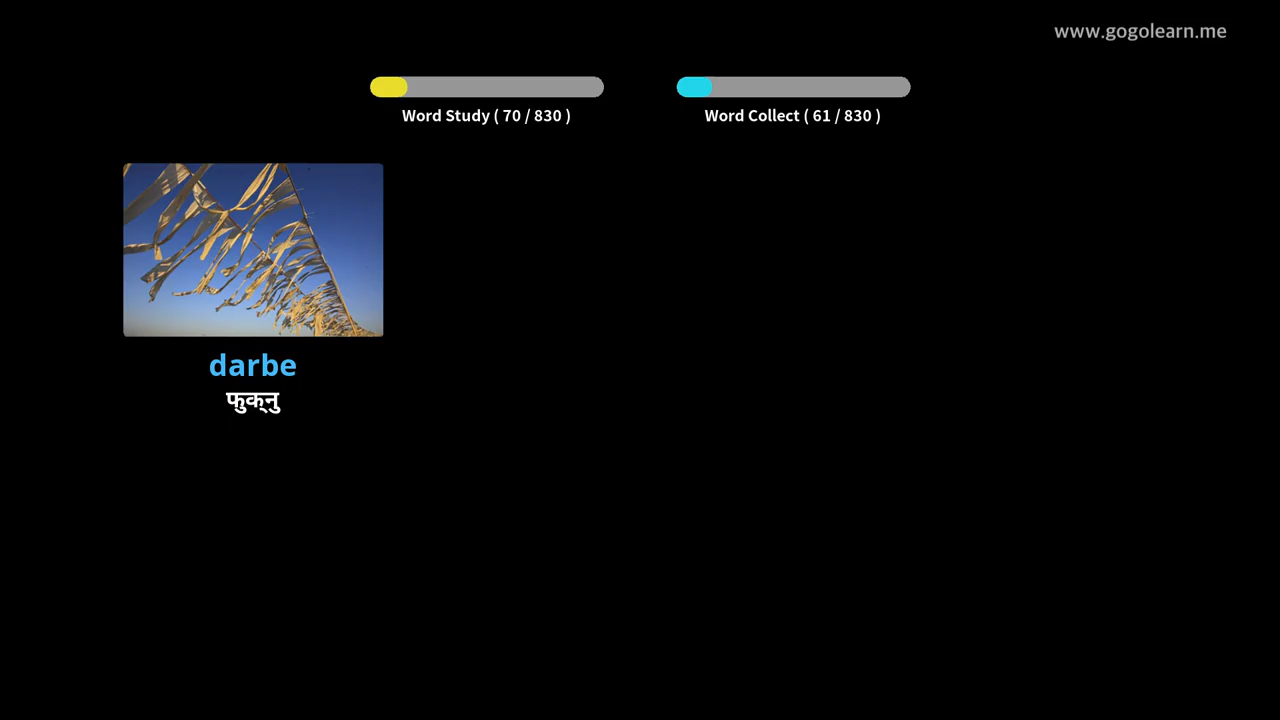 www.gogolearn.me
Word Study ( 70 / 830 )
Word Collect ( 61 / 830 )
darbe
फुक्नु